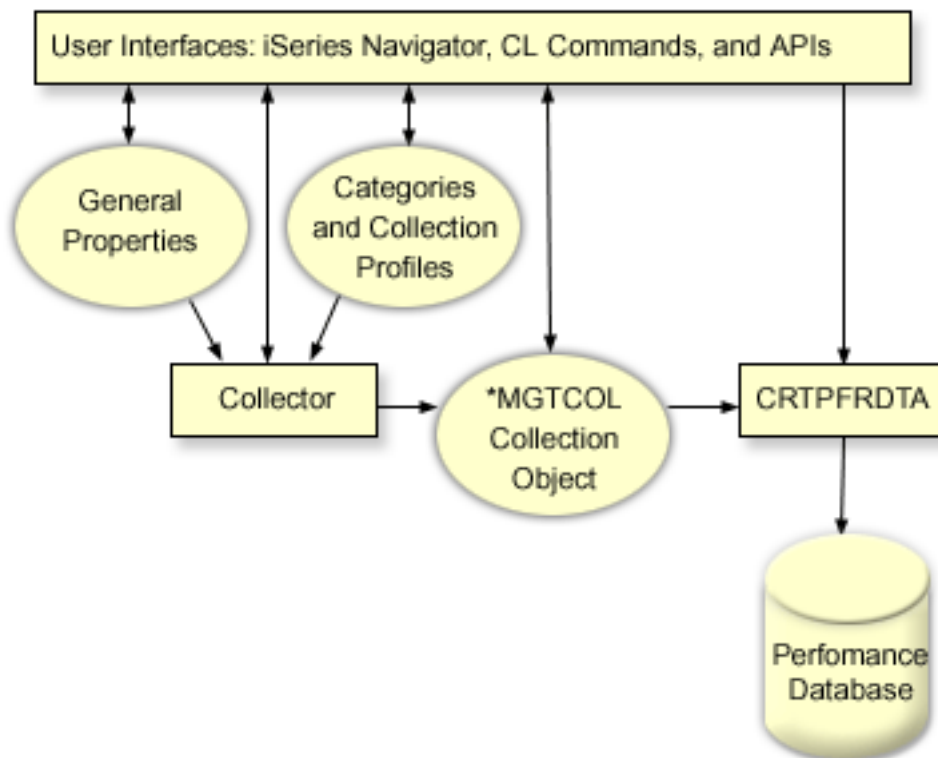 User Interfaces: iSeries Navigator, CL Commands, and APIs
General
Properties
Categories
and Collection
Profiles
Collector
*MGTCOL
Collection
Object
CRTPFRDTA
Perfomance
Database